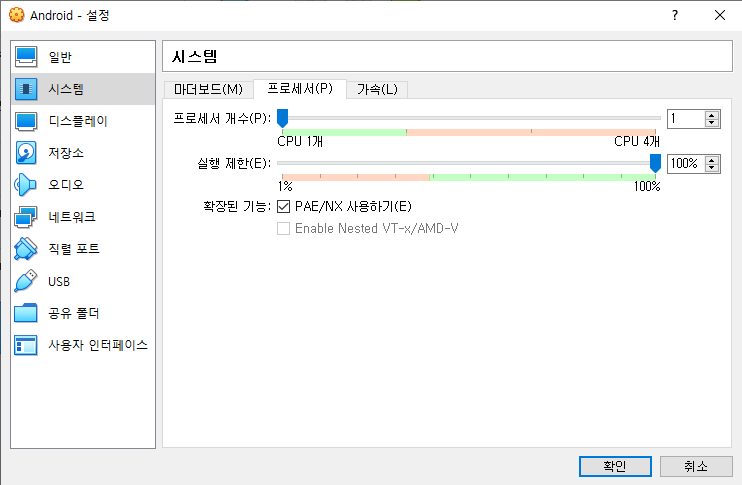 Android - 설정
일반
시스템
디스플레이
저장소
오디오
네트워크
직렬 포트
USB
공유 폴더
사용자 인터페이스
시스템
마더보드(M) 프로세서(P) 가속(L)
프로세서 개수(P): 1
CPU 1개 CPU 4개
실행 제한(E): 100%
1% 100%
확장된 기능: PAE/NX 사용하기(E)
Enable Nested VT-x/AMD-V
확인 취소